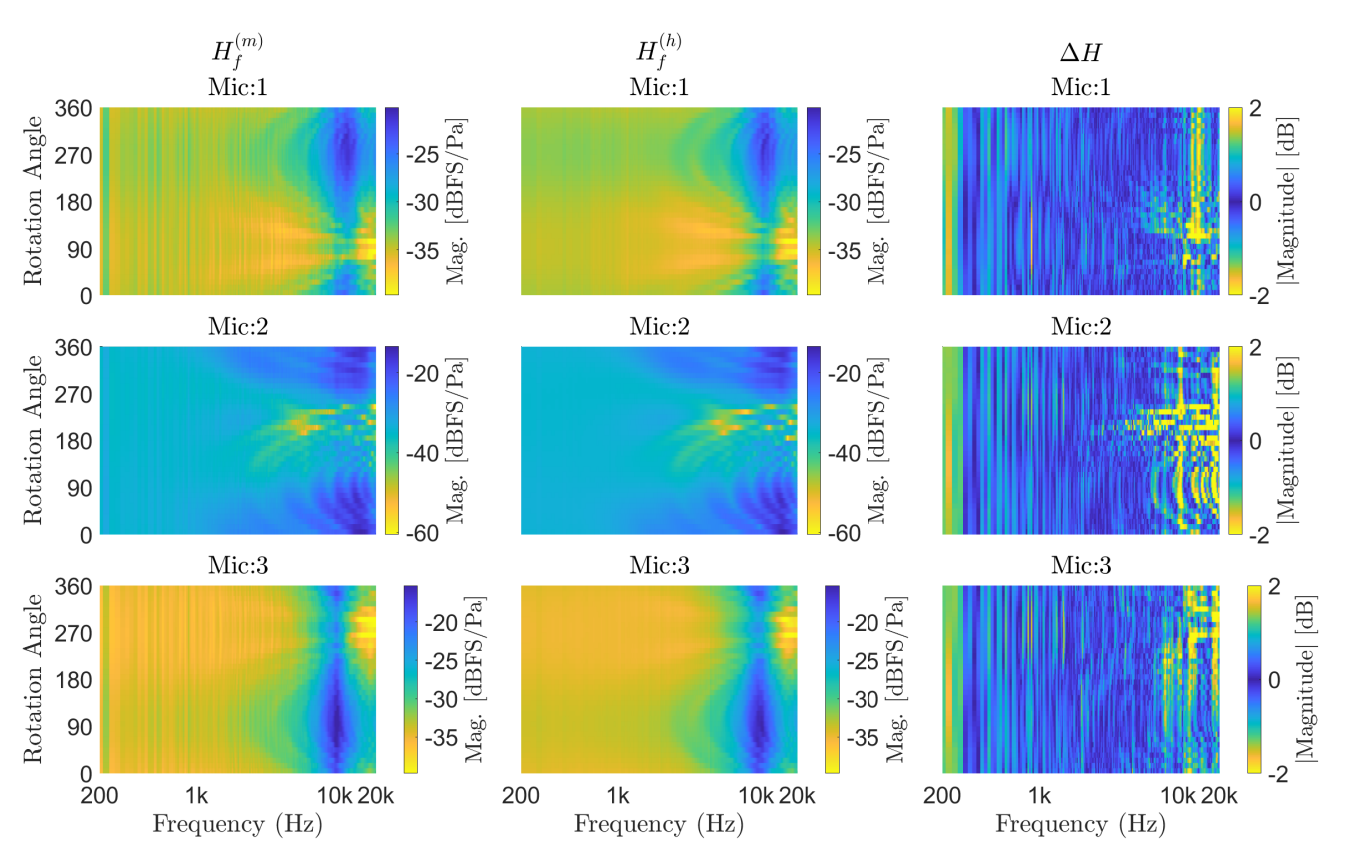 H_f^{(m)} H_f^{(h)} ΔH
Mic:1 Mic:1 Mic:1
Rotation Angle
360
270
180
90
0
-25
-30
-35
Mag. [dBFS/Pa]
-25
-30
-35
Mag. [dBFS/Pa]
2
0
-2
|Magnitude| [dB]
Mic:2 Mic:2 Mic:2
Rotation Angle
360
270
180
90
0
-20
-40
-60
Mag. [dBFS/Pa]
-20
-40
-60
Mag. [dBFS/Pa]
2
0
-2
|Magnitude| [dB]
Mic:3 Mic:3 Mic:3
Rotation Angle
360
270
180
90
0
-20
-25
-30
-35
Mag. [dBFS/Pa]
-20
-25
-30
-35
Mag. [dBFS/Pa]
2
0
-2
|Magnitude| [dB]
200 1k 10k 20k 200 1k 10k 20k 200 1k 10k 20k
Frequency (Hz) Frequency (Hz) Frequency (Hz)